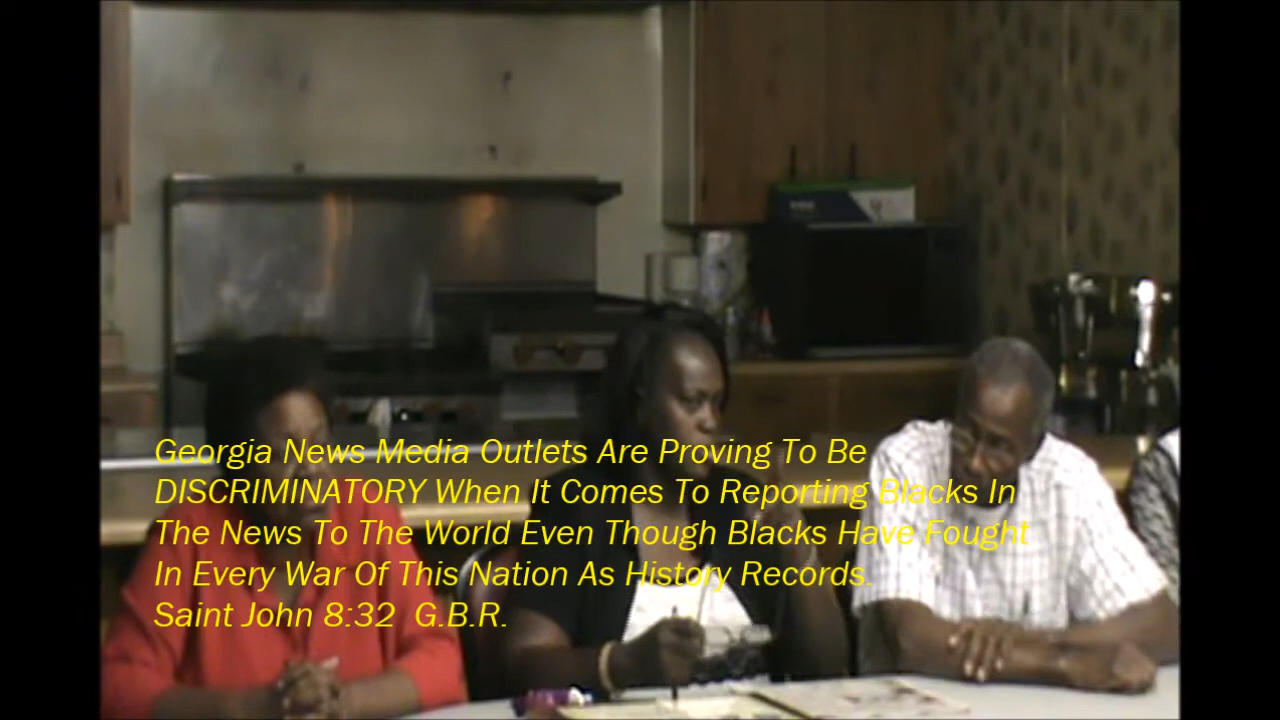 Georgia News Media Outlets Are Proving To Be
DISCRIMINATORY When It Comes To Reporting Blacks In
The News To The World Even Though Blacks Have Fought
In Every War Of This Nation As History Records.
Saint John 8:32  G.B.R.